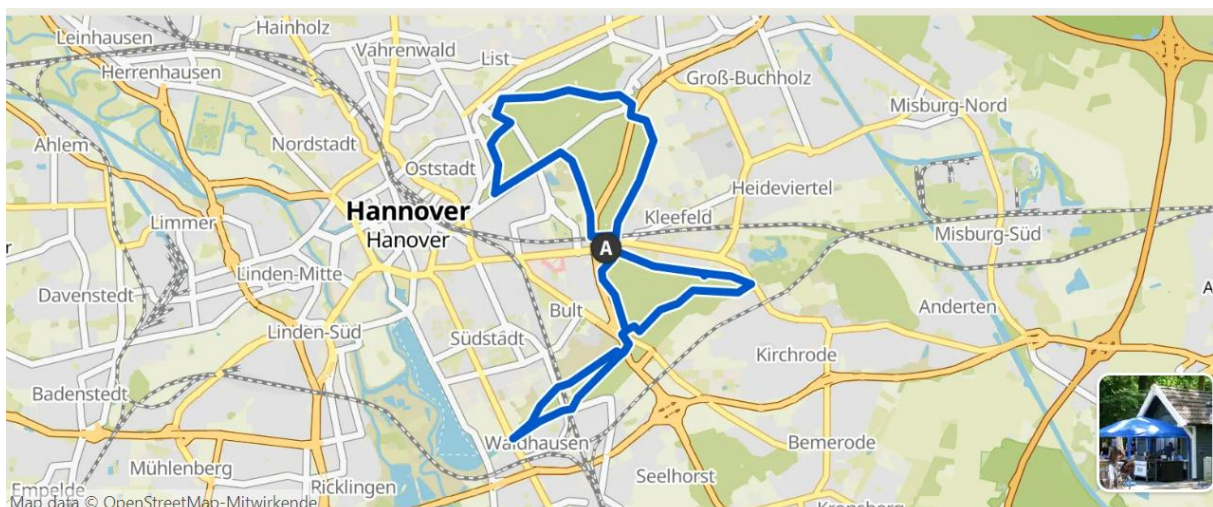 Leinhausen
Hainholz
Vährenwald
List
Herrenhausen
Groß-Buchholz
Misburg-Nord
Ahlem
Nordstadt
Oststadt
Heideviertel
Limmer
Hannover
Hanover
Kleefeld
Misburg-Süd
A
Linden-Mitte
Davenstedt
Bult
Anderten
A
Linden-Süd
Südstadt
Kirchrode
Badenstedt
Waldhausen
Bemerode
Mühlenberg
Seelhorst
Ricklingen
Empelde
Kronsberg
Map data © OpenStreetMap-Mitwirkende